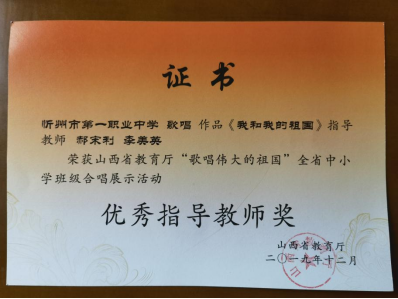 证书
忻州市第一职业中学 歌唱 作品《我和我的祖国》指导
教师 郝宋利 李美英
荣获山西省教育厅“歌唱伟大的祖国”全省中小
学班级合唱展示活动
优秀指导教师奖
山西省教育厅
二〇一九年十二月